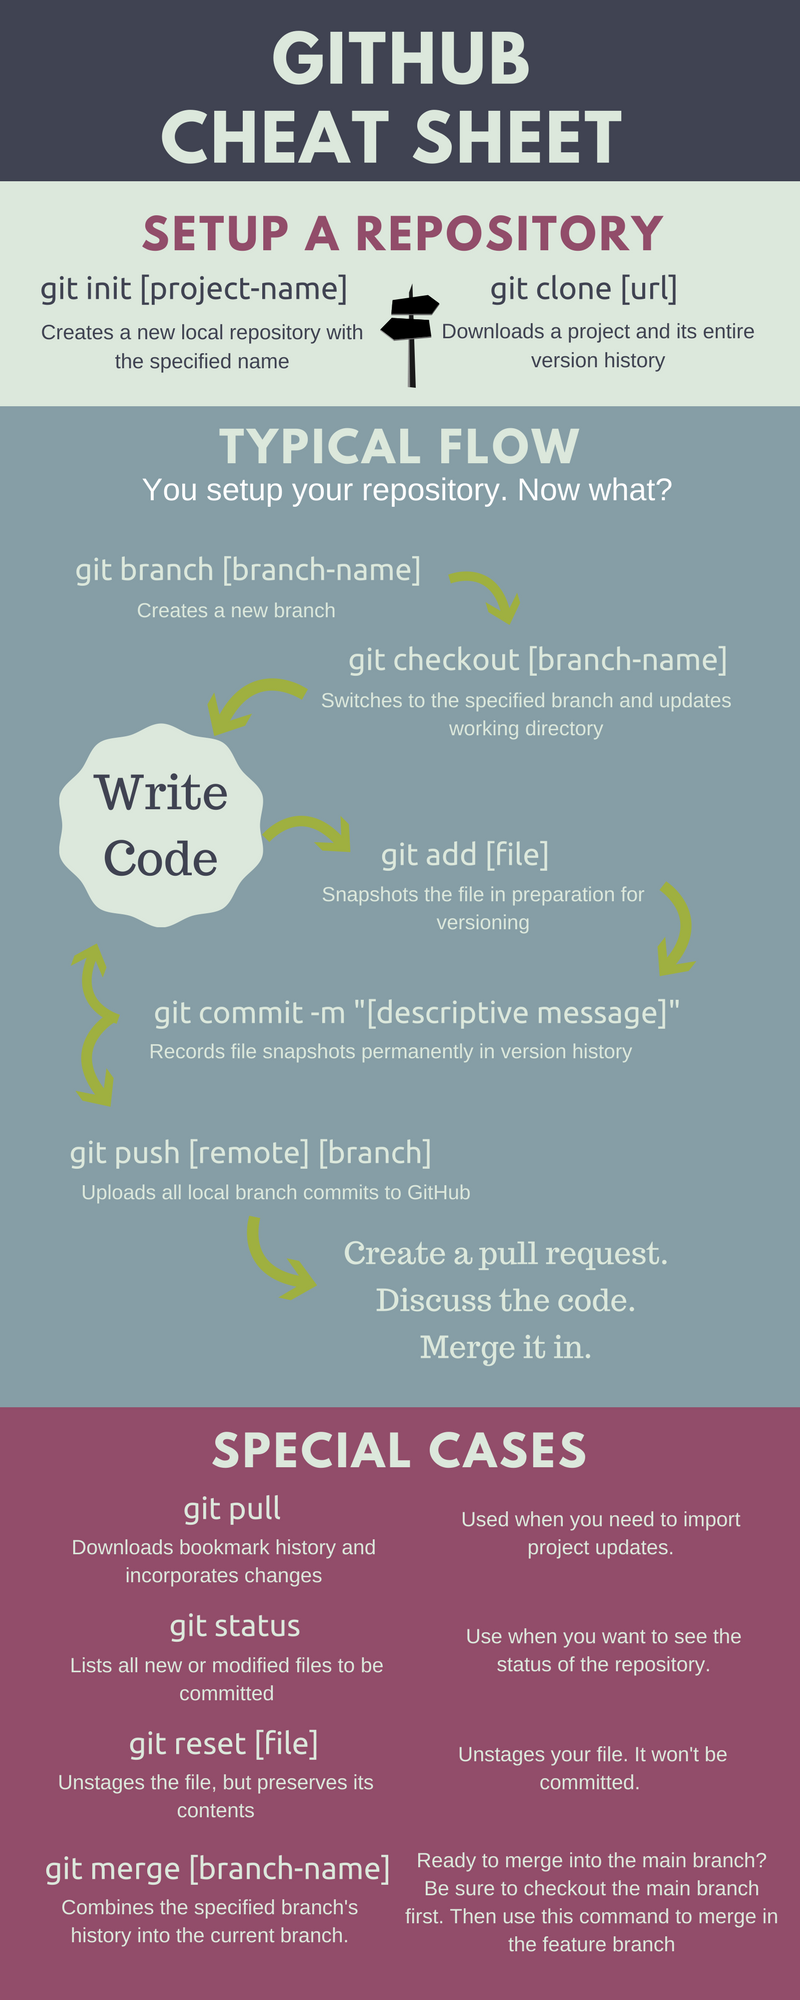 GITHUB
CHEAT SHEET
SETUP A REPOSITORY
git init [project-name]
Creates a new local repository with
the specified name
git clone [url]
Downloads a project and its entire
version history
TYPICAL FLOW
You setup your repository. Now what?
git branch [branch-name]
Creates a new branch
git checkout [branch-name]
Switches to the specified branch and updates
working directory
Write
Code
git add [file]
Snapshots the file in preparation for
versioning
git commit -m "[descriptive message]"
Records file snapshots permanently in version history
git push [remote] [branch]
Uploads all local branch commits to GitHub
Create a pull request.
Discuss the code.
Merge it in.
SPECIAL CASES
git pull
Downloads bookmark history and
incorporates changes
Used when you need to import
project updates.
git status
Lists all new or modified files to be
committed
Use when you want to see the
status of the repository.
git reset [file]
Unstages the file, but preserves its
contents
Unstages your file. It won't be
committed.
git merge [branch-name]
Combines the specified branch's
history into the current branch.
Ready to merge into the main branch?
Be sure to checkout the main branch
first. Then use this command to merge in
the feature branch